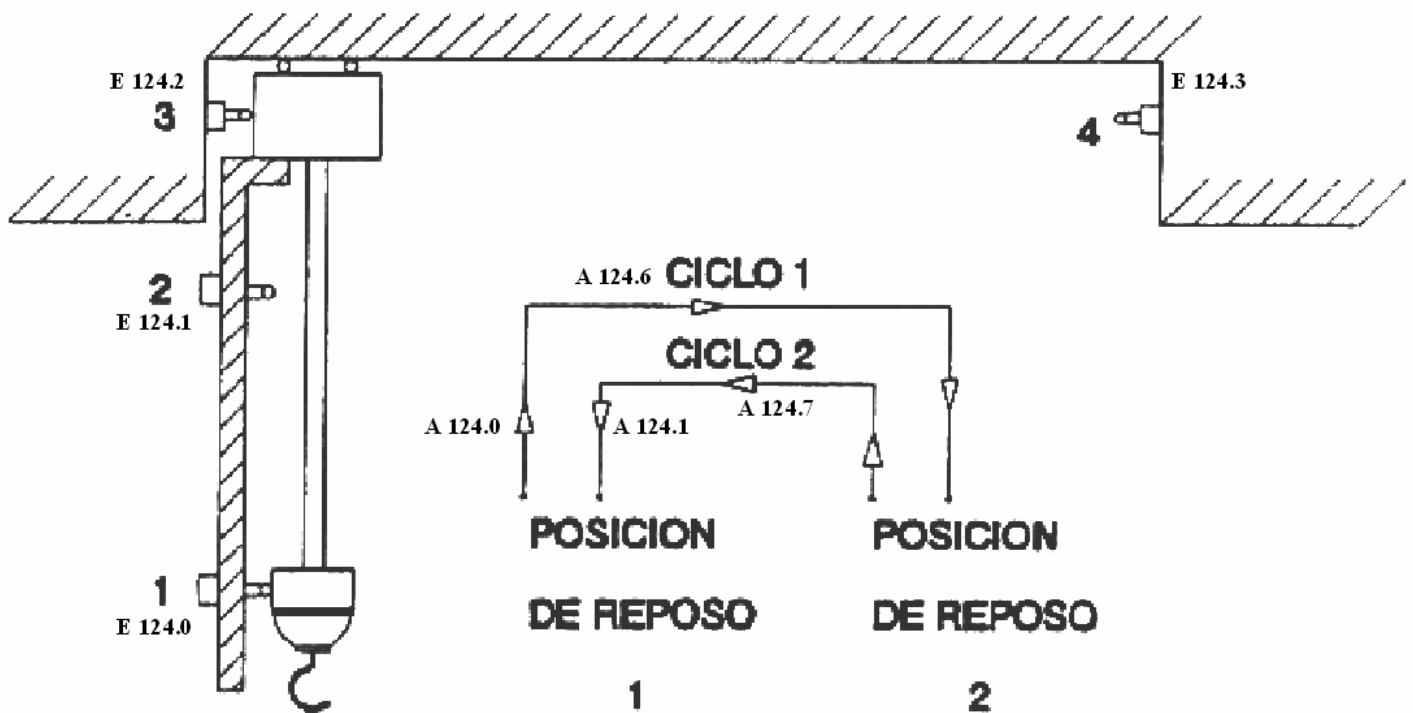 E 124.2
3
E 124.3
4
2
E 124.1
A 124.6 CICLO 1
CICLO 2
A 124.7
A 124.0
A 124.1
1
E 124.0
POSICION
DE REPOSO
1
POSICION
DE REPOSO
2